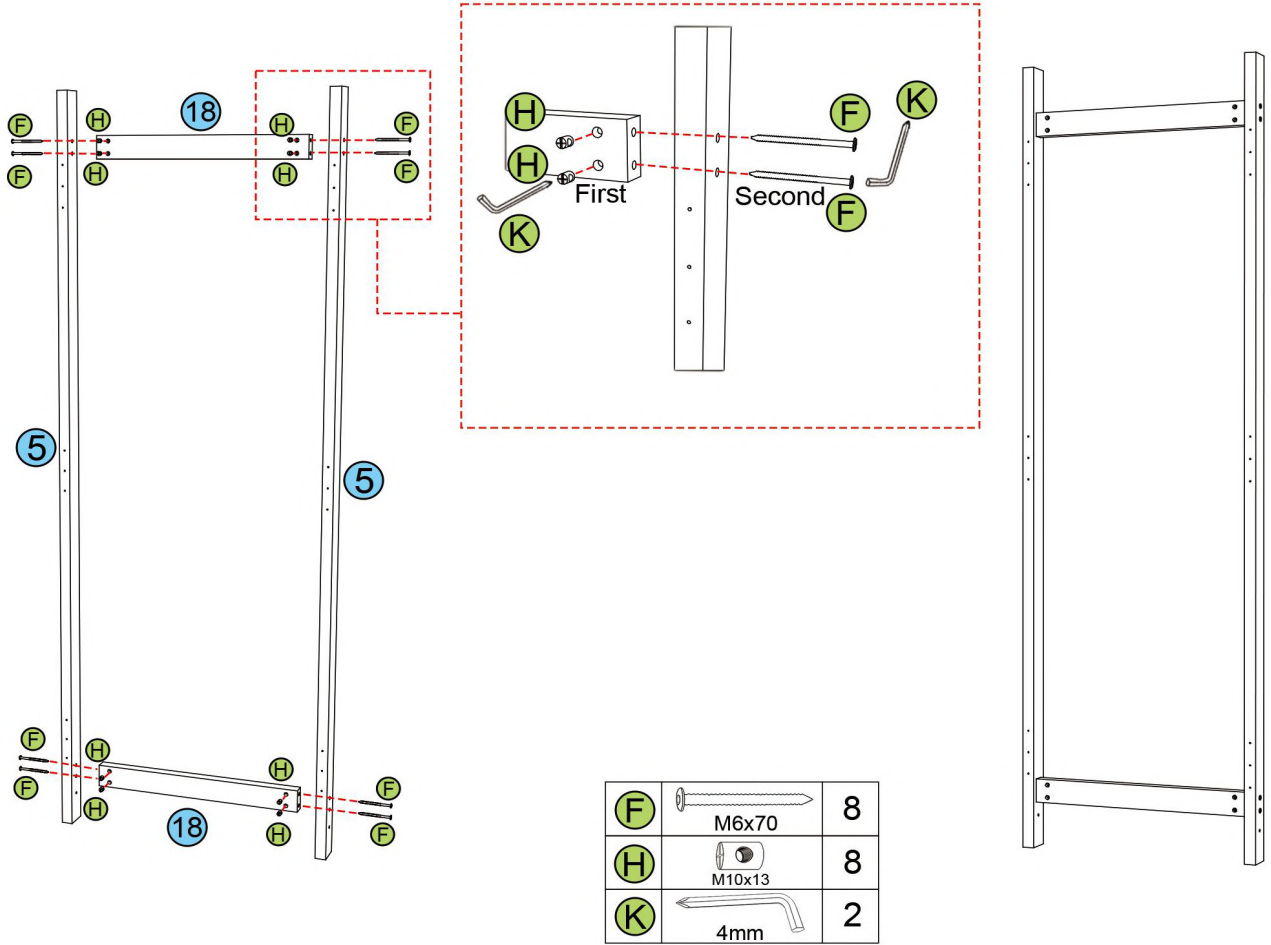 18
F H H F
F H H F
5
5
F H H F
F H H F
18
H F K
H First Second F
K
F M6x70 8
H M10x13 8
K 4mm 2